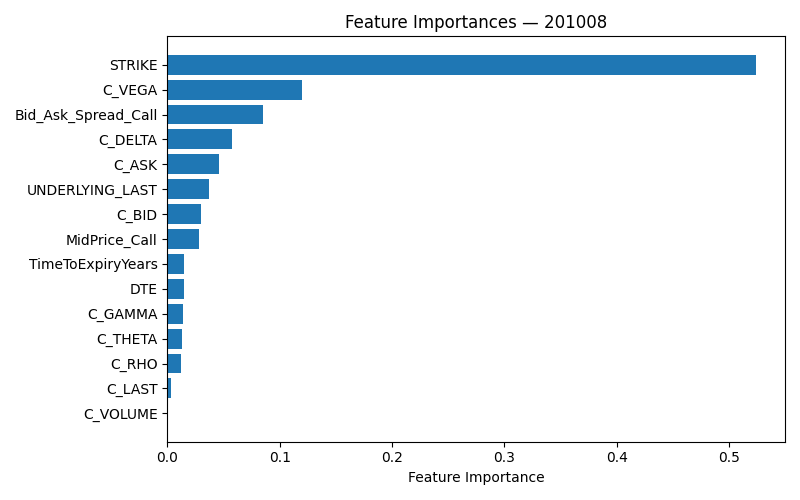 Feature Importances — 201008
STRIKE
C_VEGA
Bid_Ask_Spread_Call
C_DELTA
C_ASK
UNDERLYING_LAST
C_BID
MidPrice_Call
TimeToExpiryYears
DTE
C_GAMMA
C_THETA
C_RHO
C_LAST
C_VOLUME
0.0 0.1 0.2 0.3 0.4 0.5
Feature Importance